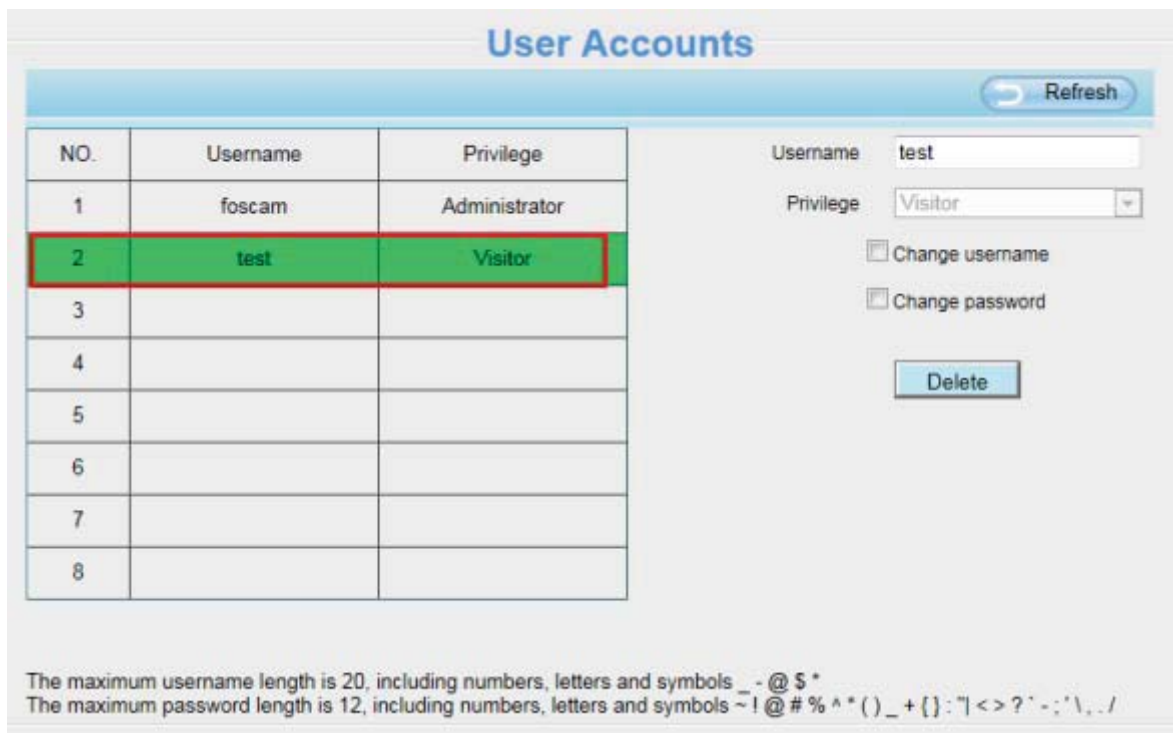 User Accounts
Refresh
NO. Username Privilege
1 foscam Administrator
2 test Visitor
3
4
5
6
7
8
Username test
Privilege Visitor
Change username
Change password
Delete
The maximum username length is 20, including numbers, letters and symbols _ - @ $ *
The maximum password length is 12, including numbers, letters and symbols ~ ! @ # % ^ * ( ) _ + { } : "| < > ? ` - ; ' \ , . /